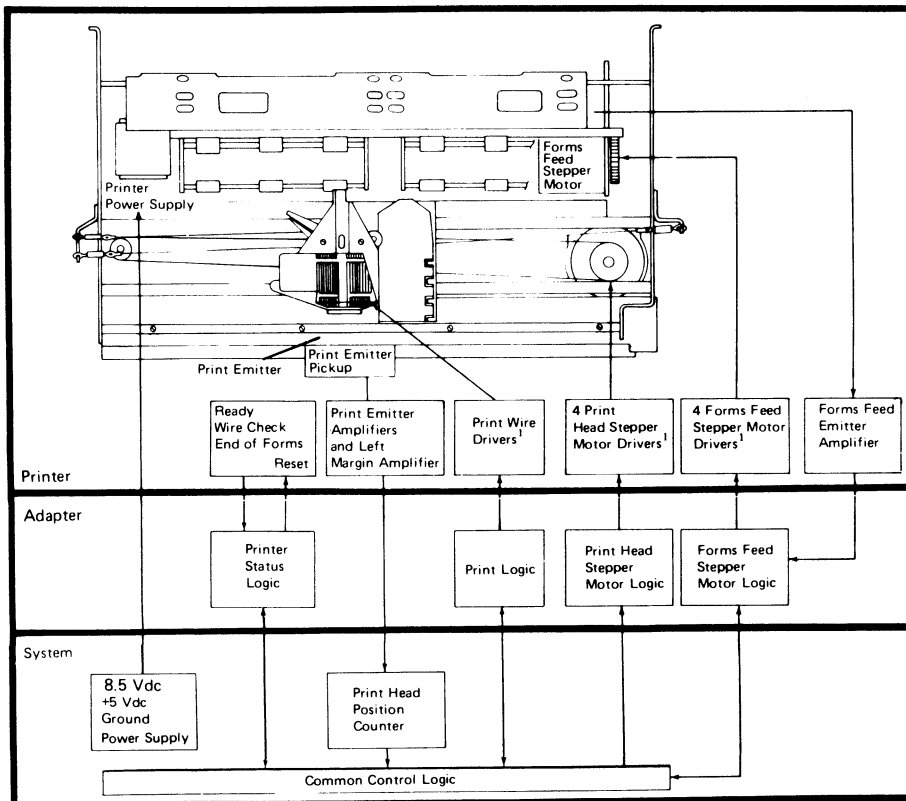 Forms
Feed
Stepper
Motor
Printer
Power Supply
Print Emitter
Print Emitter
Pickup
Ready
Wire Check
End of Forms
Reset
Print Emitter
Amplifiers
and Left
Margin Amplifier
Print Wire
Drivers¹
4 Print
Head Stepper
Motor Drivers¹
4 Forms Feed
Stepper Motor
Drivers¹
Forms Feed
Emitter
Amplifier
Printer
Adapter
Printer
Status
Logic
Print Logic
Print Head
Stepper
Motor Logic
Forms Feed
Stepper
Motor Logic
System
8.5 Vdc
+5 Vdc
Ground
Power Supply
Print Head
Position
Counter
Common Control Logic